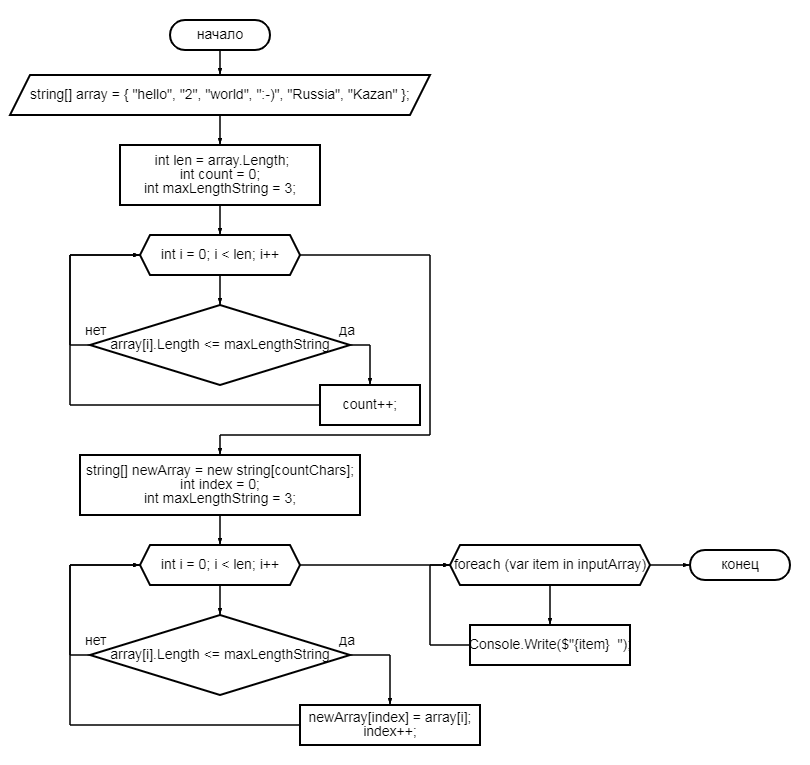 начало
string[] array = { "hello", "2", "world", ":-)", "Russia", "Kazan" };
int len = array.Length;
int count = 0;
int maxLengthString = 3;
int i = 0; i < len; i++
нет
да
array[i].Length <= maxLengthString
count++;
string[] newArray = new string[countChars];
int index = 0;
int maxLengthString = 3;
int i = 0; i < len; i++
foreach (var item in inputArray)
конец
нет
да
array[i].Length <= maxLengthString
Console.Write($"{item}  ");
newArray[index] = array[i];
index++;